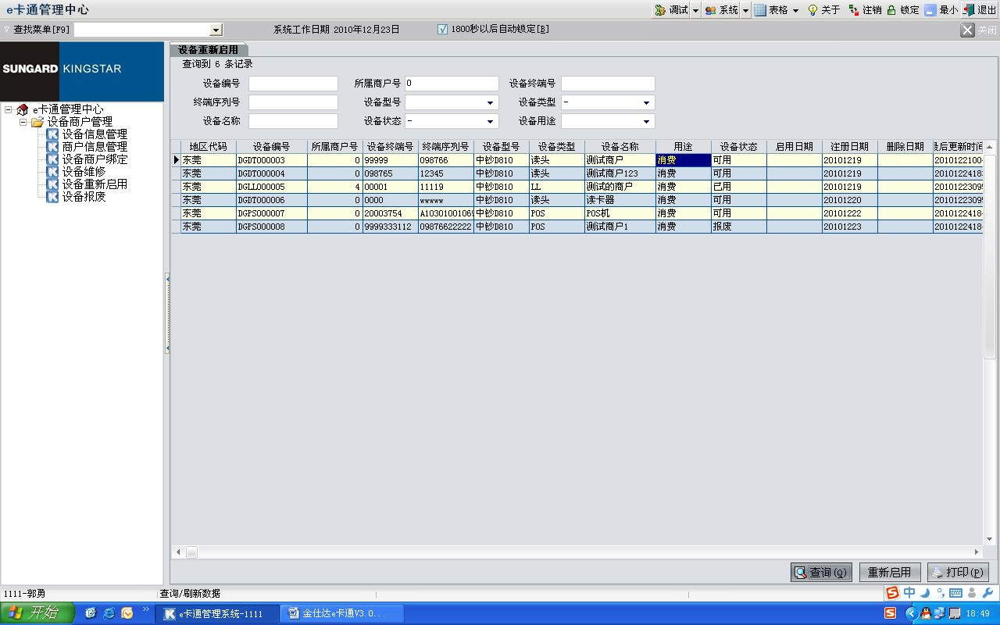 e卡通管理中心 调试 系统 表格 关于 注销 锁定 最小 退出
查找菜单[F9] 系统工作日期 2010年12月23日 1800秒以后自动锁定[B] 关闭
SUNGARD KINGSTAR
e卡通管理中心
设备商户管理
设备信息管理
商户信息管理
设备商户绑定
设备维修
设备重新启用
设备报废
设备重新启用
查询到 6 条记录
设备编号 所属商户号 0 设备终端号
终端序列号 设备型号 设备类型 -
设备名称 设备状态 - 设备用途
地区代码 设备编号 所属商户号 设备终端号 终端序列号 设备型号 设备类型 设备名称 用途 设备状态 启用日期 注册日期 删除日期 最后更新时间
东莞 DGDT000003 0 99999 098766 中钞D810 读头 测试商户 消费 可用 20101219 2010122100
东莞 DGDT000004 0 098765 12345 中钞D810 读头 测试商户123 消费 可用 20101219 201012241
东莞 DGLL000005 4 00001 11119 中钞D810 LL 测试的商户 消费 已用 20101219 201012230
东莞 DGDT000006 0 0000 wwwww 中钞D810 读头 读卡器 消费 可用 20101220 201012230
东莞 DGPS000007 0 20003754 A1030100106 中钞D810 POS POS机 消费 可用 20101222 2010122418
东莞 DGPS000008 0 9999333112 09876622222 中钞D810 POS 测试商户1 消费 报废 20101223 2010122418
查询(Q) 重新启用 打印(P)
1111-郭勇 查询/刷新数据
中
开始 e卡通管理系统-1111 金仕达e卡通V3.0... 18:49